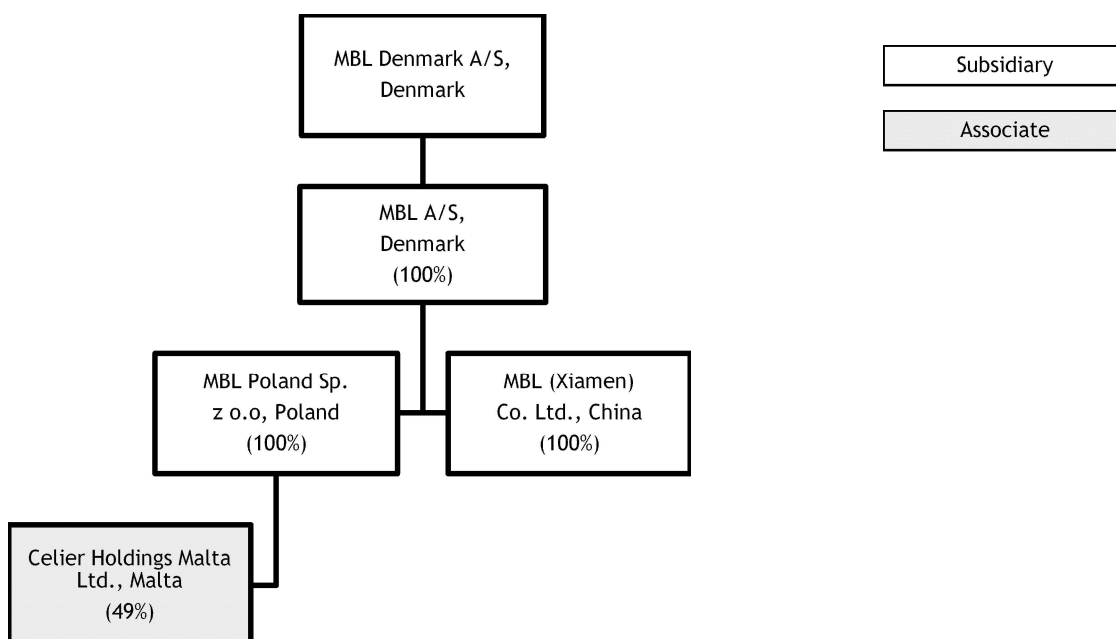 MBL Denmark A/S,
Denmark
Subsidiary
Associate
MBL A/S,
Denmark
(100%)
MBL Poland Sp.
z o.o, Poland
(100%)
MBL (Xiamen)
Co. Ltd., China
(100%)
Celier Holdings Malta
Ltd., Malta
(49%)